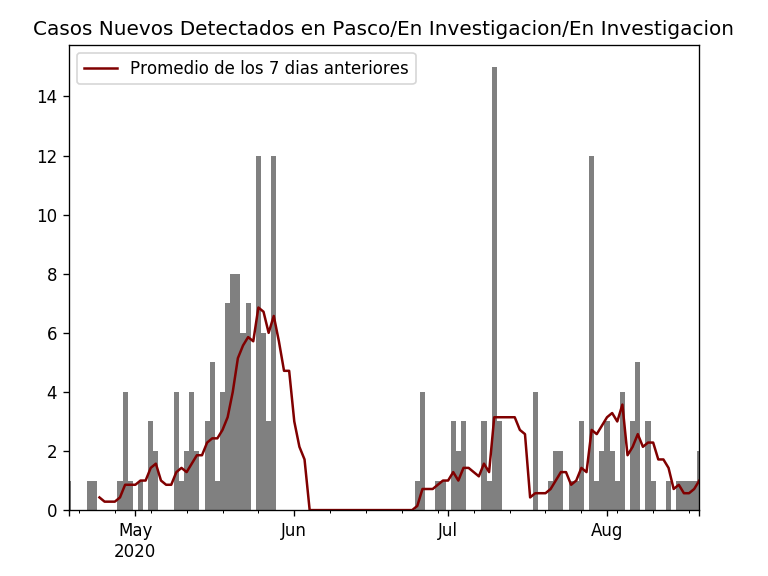 Casos Nuevos Detectados en Pasco/En Investigacion/En Investigacion
Promedio de los 7 dias anteriores
14
12
10
8
6
4
2
0
May
2020
Jun
Jul
Aug